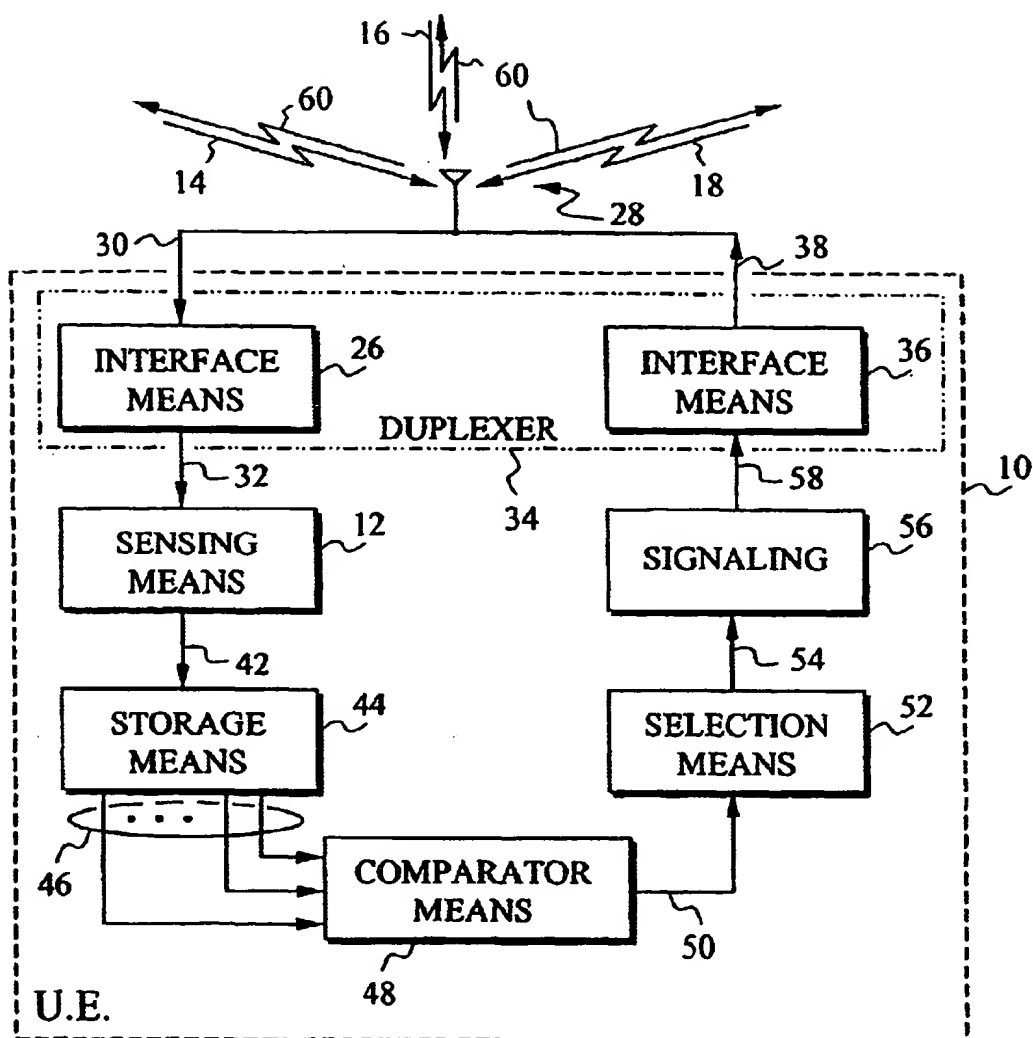 16
60
60
60
14
18
28
30
38
INTERFACE
MEANS
26
INTERFACE
MEANS
36
DUPLEXER
32
34
58
10
SENSING
MEANS
12
SIGNALING
56
42
54
STORAGE
MEANS
44
SELECTION
MEANS
52
46
COMPARATOR
MEANS
48
50
U.E.